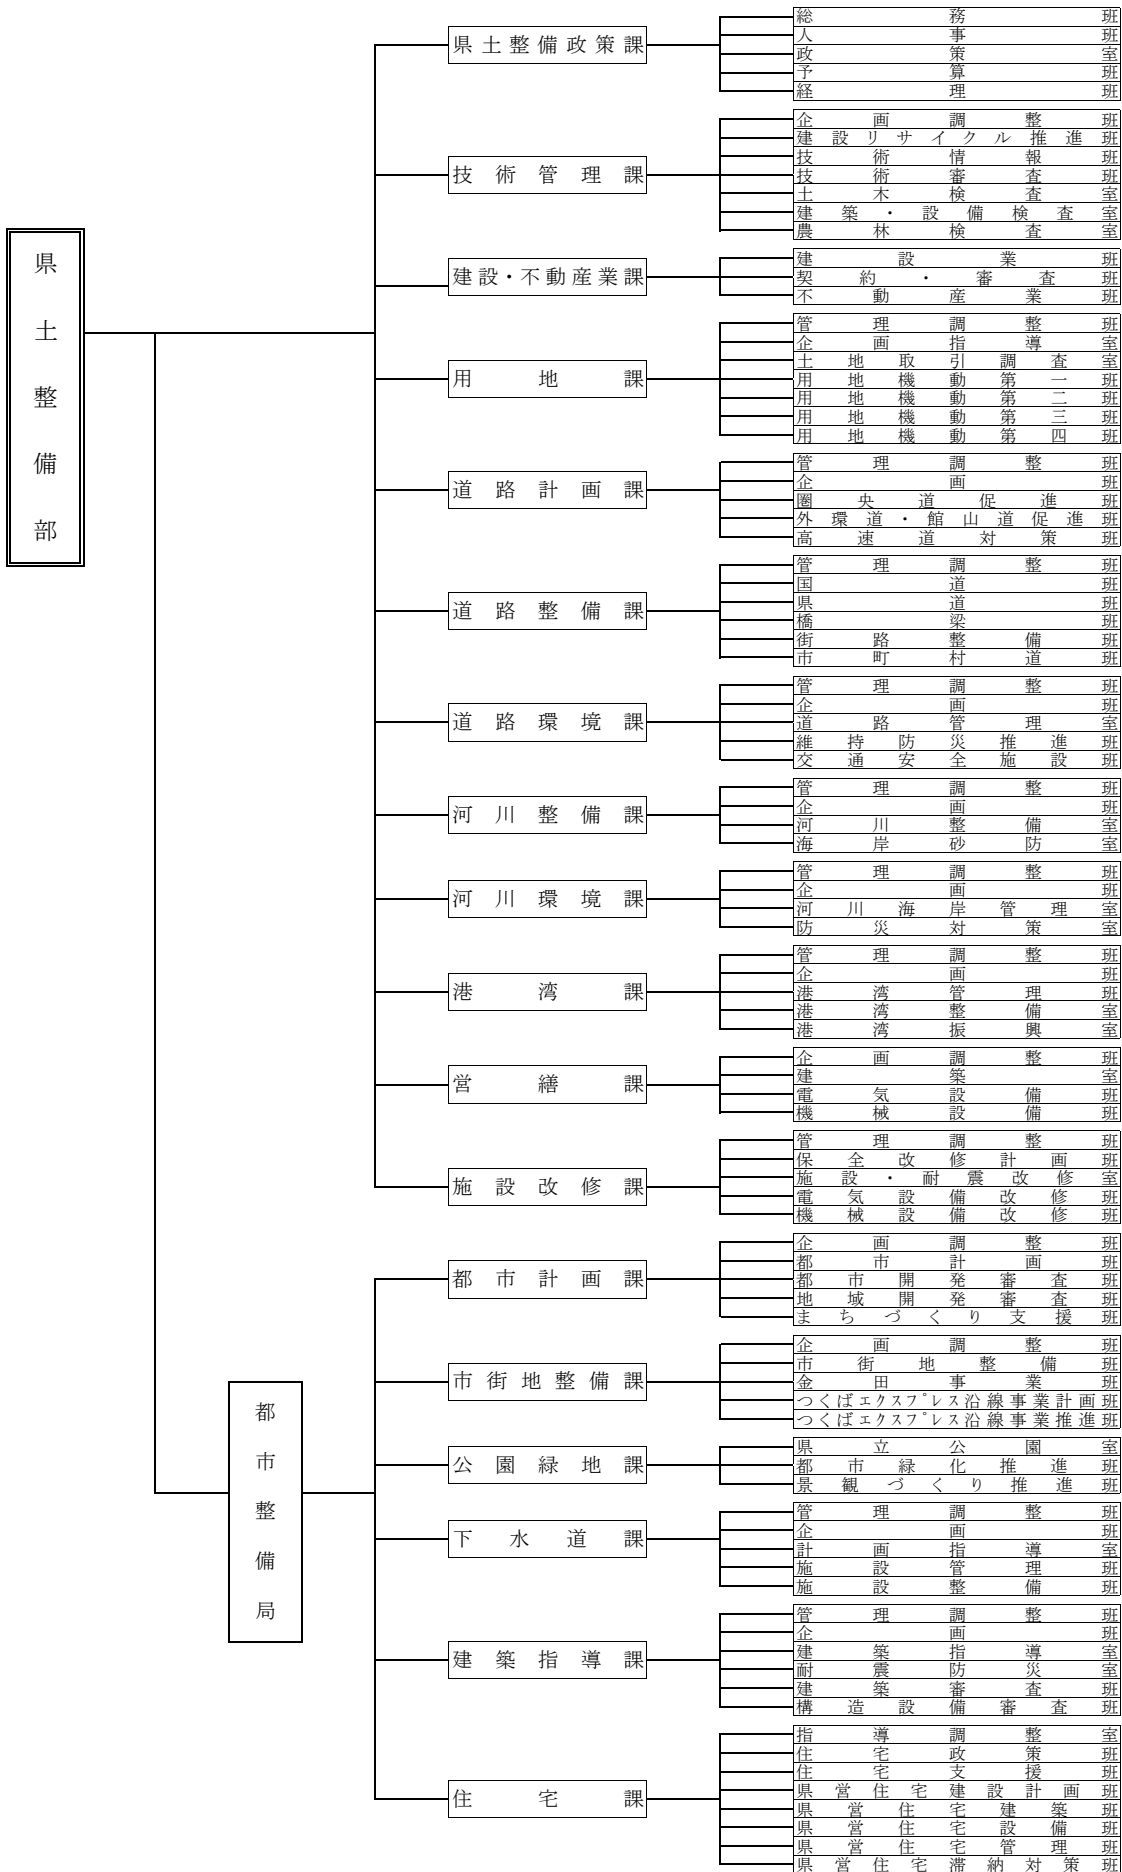 県土整備部
県土整備政策課
総務班
人事班
政策室
予算班
経理班
技術管理課
企画調整班
建設リサイクル推進班
技術情報班
技術審査班
土木検査室
建築・設備検査室
農林検査室
建設・不動産業課
建設業班
契約・審査班
不動産業班
用地課
管理調整班
企画指導室
土地取引調査室
用地機動第一班
用地機動第二班
用地機動第三班
用地機動第四班
道路計画課
管理調整班
企画班
圏央道促進班
外環道・館山道促進班
高速道対策班
道路整備課
管理調整班
国道班
県道班
橋梁班
街路整備班
市町村道班
道路環境課
管理調整班
企画班
道路管理室
維持防災推進班
交通安全施設班
河川整備課
管理調整班
企画班
河川整備室
海岸砂防室
河川環境課
管理調整班
企画班
河川海岸管理室
防災対策室
港湾課
管理調整班
企画班
港湾管理班
港湾整備室
港湾振興室
営繕課
企画調整班
建築室
電気設備班
機械設備班
施設改修課
管理調整班
保全改修計画班
施設・耐震改修室
電気設備改修班
機械設備改修班
都市整備局
都市計画課
企画調整班
都市計画班
都市開発審査班
地域開発審査班
まちづくり支援班
市街地整備課
企画調整班
市街地整備班
金田事業班
つくばエクスプレス沿線事業計画班
つくばエクスプレス沿線事業推進班
公園緑地課
県立公園室
都市緑化推進班
景観づくり推進班
下水道課
管理調整班
企画班
計画指導室
施設管理班
施設整備班
建築指導課
管理調整班
企画班
建築指導室
耐震防災室
建築審査班
構造設備審査班
住宅課
指導調整室
住宅政策班
住宅支援班
県営住宅建設計画班
県営住宅建築班
県営住宅設備班
県営住宅管理班
県営住宅滞納対策班